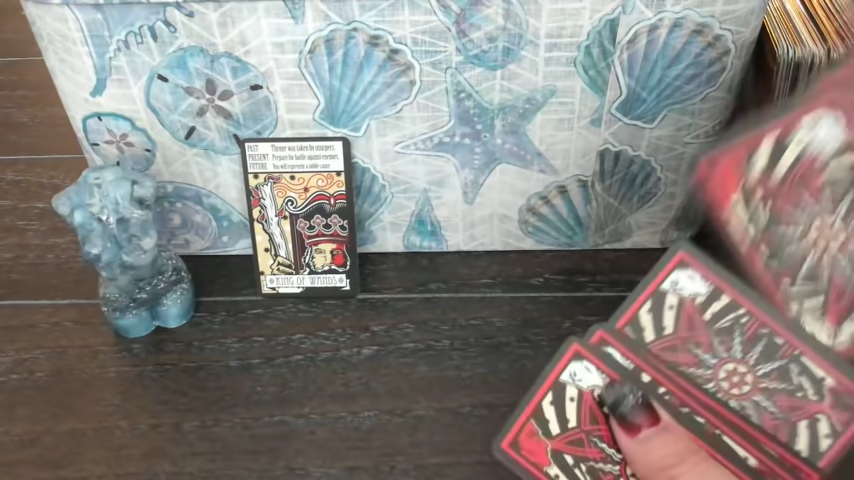 PAST Throne was taken by usurpers.
PRESENT Prepare for battle against enemies.
FUTURE You will represent a noble cause
KING OF WANDS